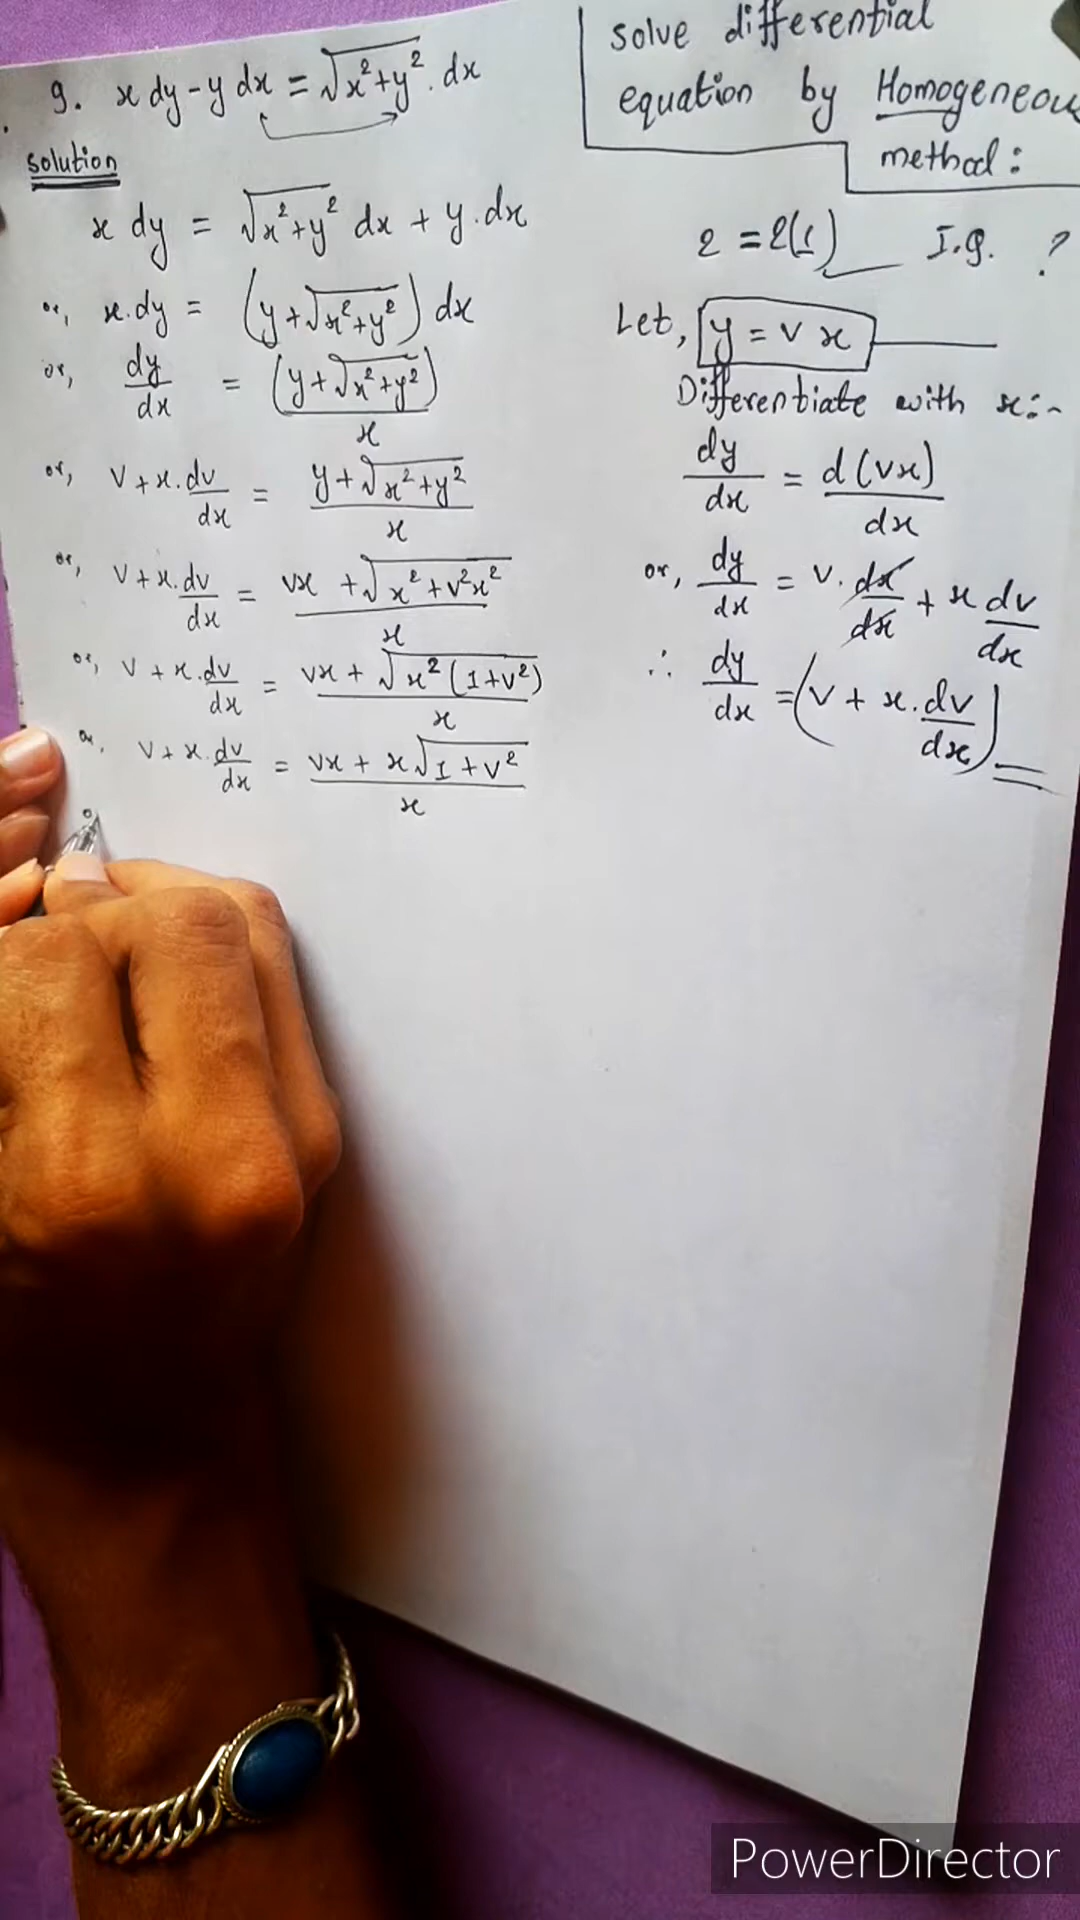 9. x dy - y dx = √x²+y² . dx
solution
x dy = √x²+y² dx + y.dx
or, x.dy = (y+√x²+y²) dx
or, dy/dx = (y+√x²+y²)/x
or, v+x.dv/dx = y+√x²+y²/x
or, v+x.dv/dx = vx +√x²+v²x²/x
or, v + x.dv/dx = vx + √x²(1+v²)/x
or, v + x.dv/dx = vx + x√1+v²/x
solve differential
equation by Homogeneous
method:
2 = 2(1) I.g. ?
Let, y = v x
Differentiate with x:-
dy/dx = d(vx)/dx
or, dy/dx = v.dx/dx + x dv/dx
∴ dy/dx = (v + x.dv/dx)
PowerDirector